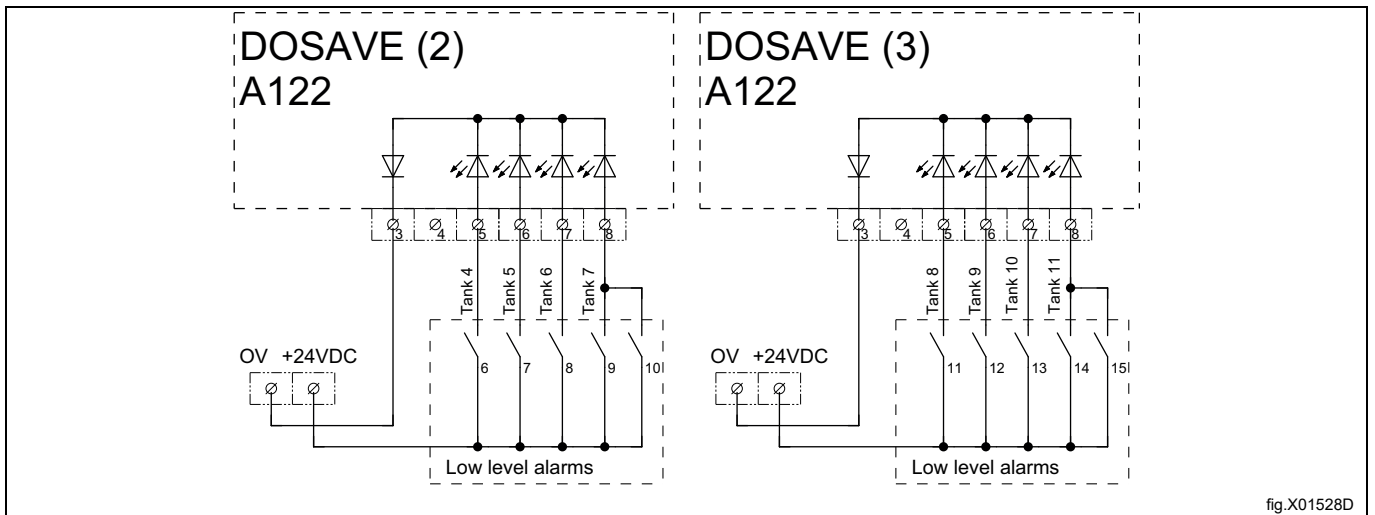 DOSAVE (2)
A122
3 4 5 6 7 8
Tank 4
Tank 5
Tank 6
Tank 7
OV +24VDC
6 7 8 9 10
Low level alarms
DOSAVE (3)
A122
3 4 5 6 7 8
Tank 8
Tank 9
Tank 10
Tank 11
OV +24VDC
11 12 13 14 15
Low level alarms
fig.X01528D